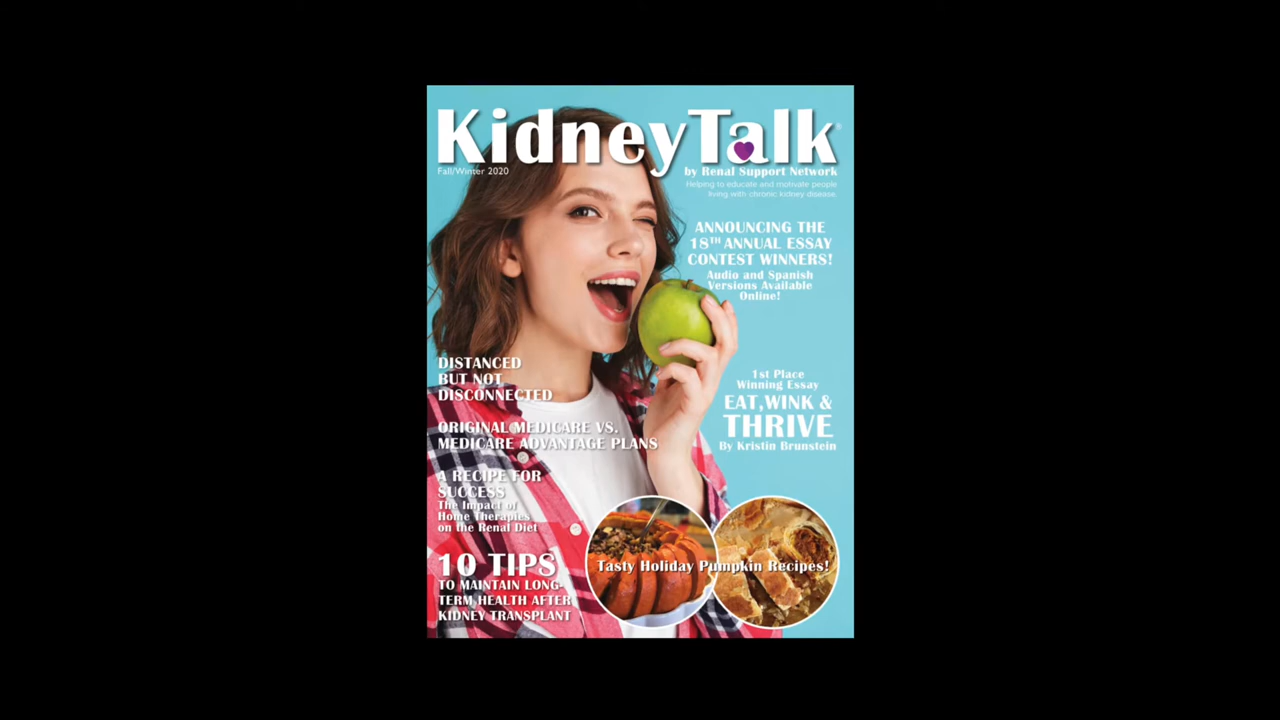 KidneyTalk®
Fall/Winter 2020
by Renal Support Network
Helping to educate and motivate people
living with chronic kidney disease.
ANNOUNCING THE
18TH ANNUAL ESSAY
CONTEST WINNERS!
Audio and Spanish
Versions Available
Online!
DISTANCED
BUT NOT
DISCONNECTED
ORIGINAL MEDICARE VS.
MEDICARE ADVANTAGE PLANS
A RECIPE FOR
SUCCESS
The Impact of
Home Therapies
on the Renal Diet
10 TIPS
TO MAINTAIN LONG-
TERM HEALTH AFTER
KIDNEY TRANSPLANT
1st Place
Winning Essay
EAT, WINK &
THRIVE
By Kristin Brunstein
Tasty Holiday Pumpkin Recipes!